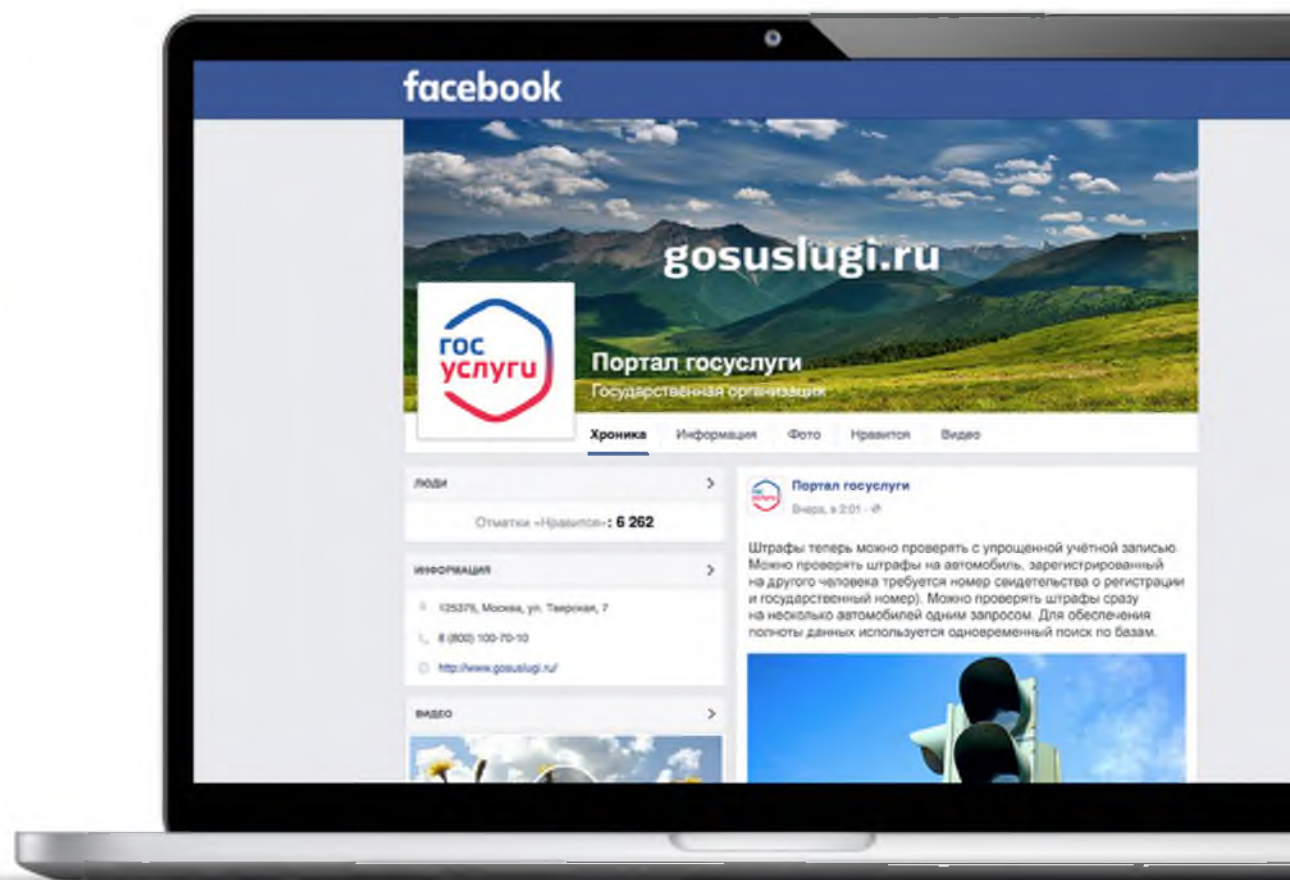 facebook
gosuslugi.ru
гос
услуги
Портал госуслуги
Государственная организация
Хроника Информация Фото Нравится Видео
ЛЮДИ
Отметки «Нравится»: 6 262
ИНФОРМАЦИЯ
125375, Москва, ул. Тверская, 7
8 (800) 100-70-10
http://www.gosuslugi.ru/
ВИДЕО
гос
услуги
Портал госуслуги
Вчера, в 2:01
Штрафы теперь можно проверять с упрощенной учётной записью.
Можно проверять штрафы на автомобиль, зарегистрированный
на другого человека требуется номер свидетельства о регистрации
и государственный номер). Можно проверять штрафы сразу
на несколько автомобилей одним запросом. Для обеспечения
полноты данных используется одновременный поиск по базам.